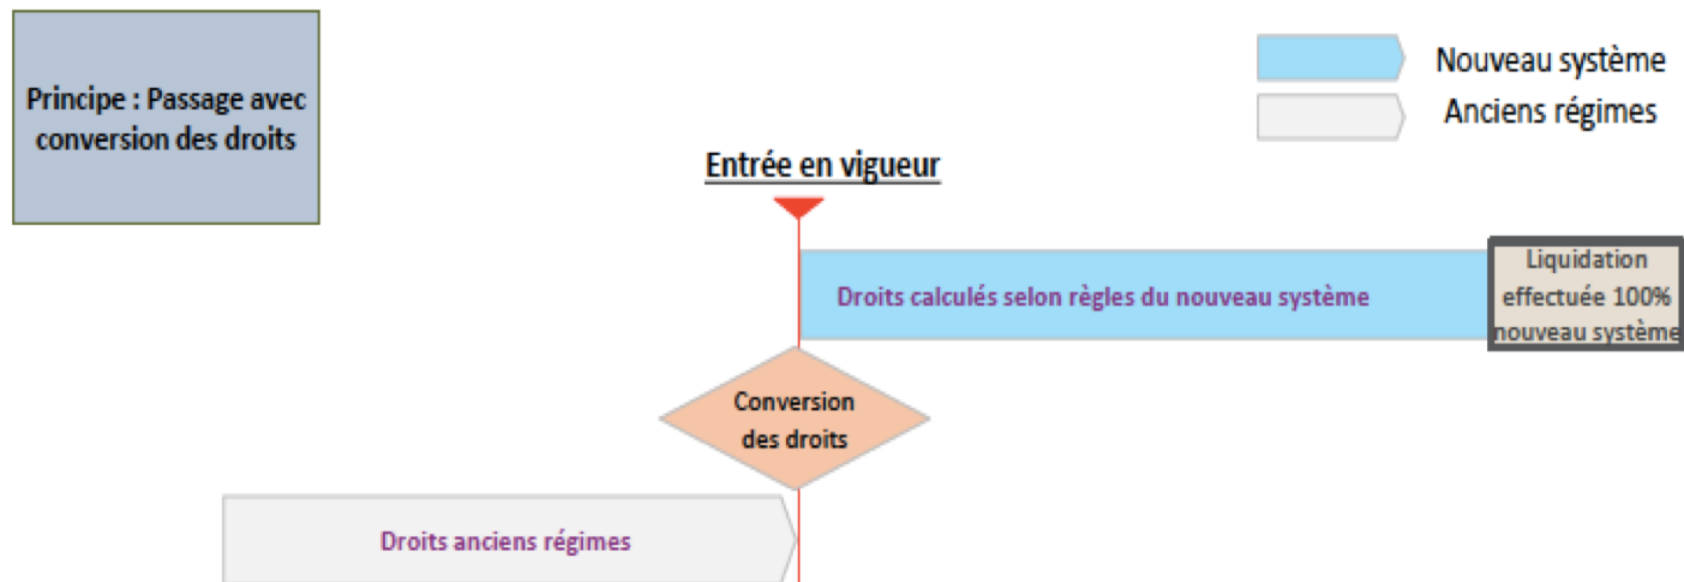 Principe : Passage avec
conversion des droits
Nouveau système
Anciens régimes
Entrée en vigueur
Droits calculés selon règles du nouveau système
Liquidation
effectuée 100%
nouveau système
Conversion
des droits
Droits anciens régimes